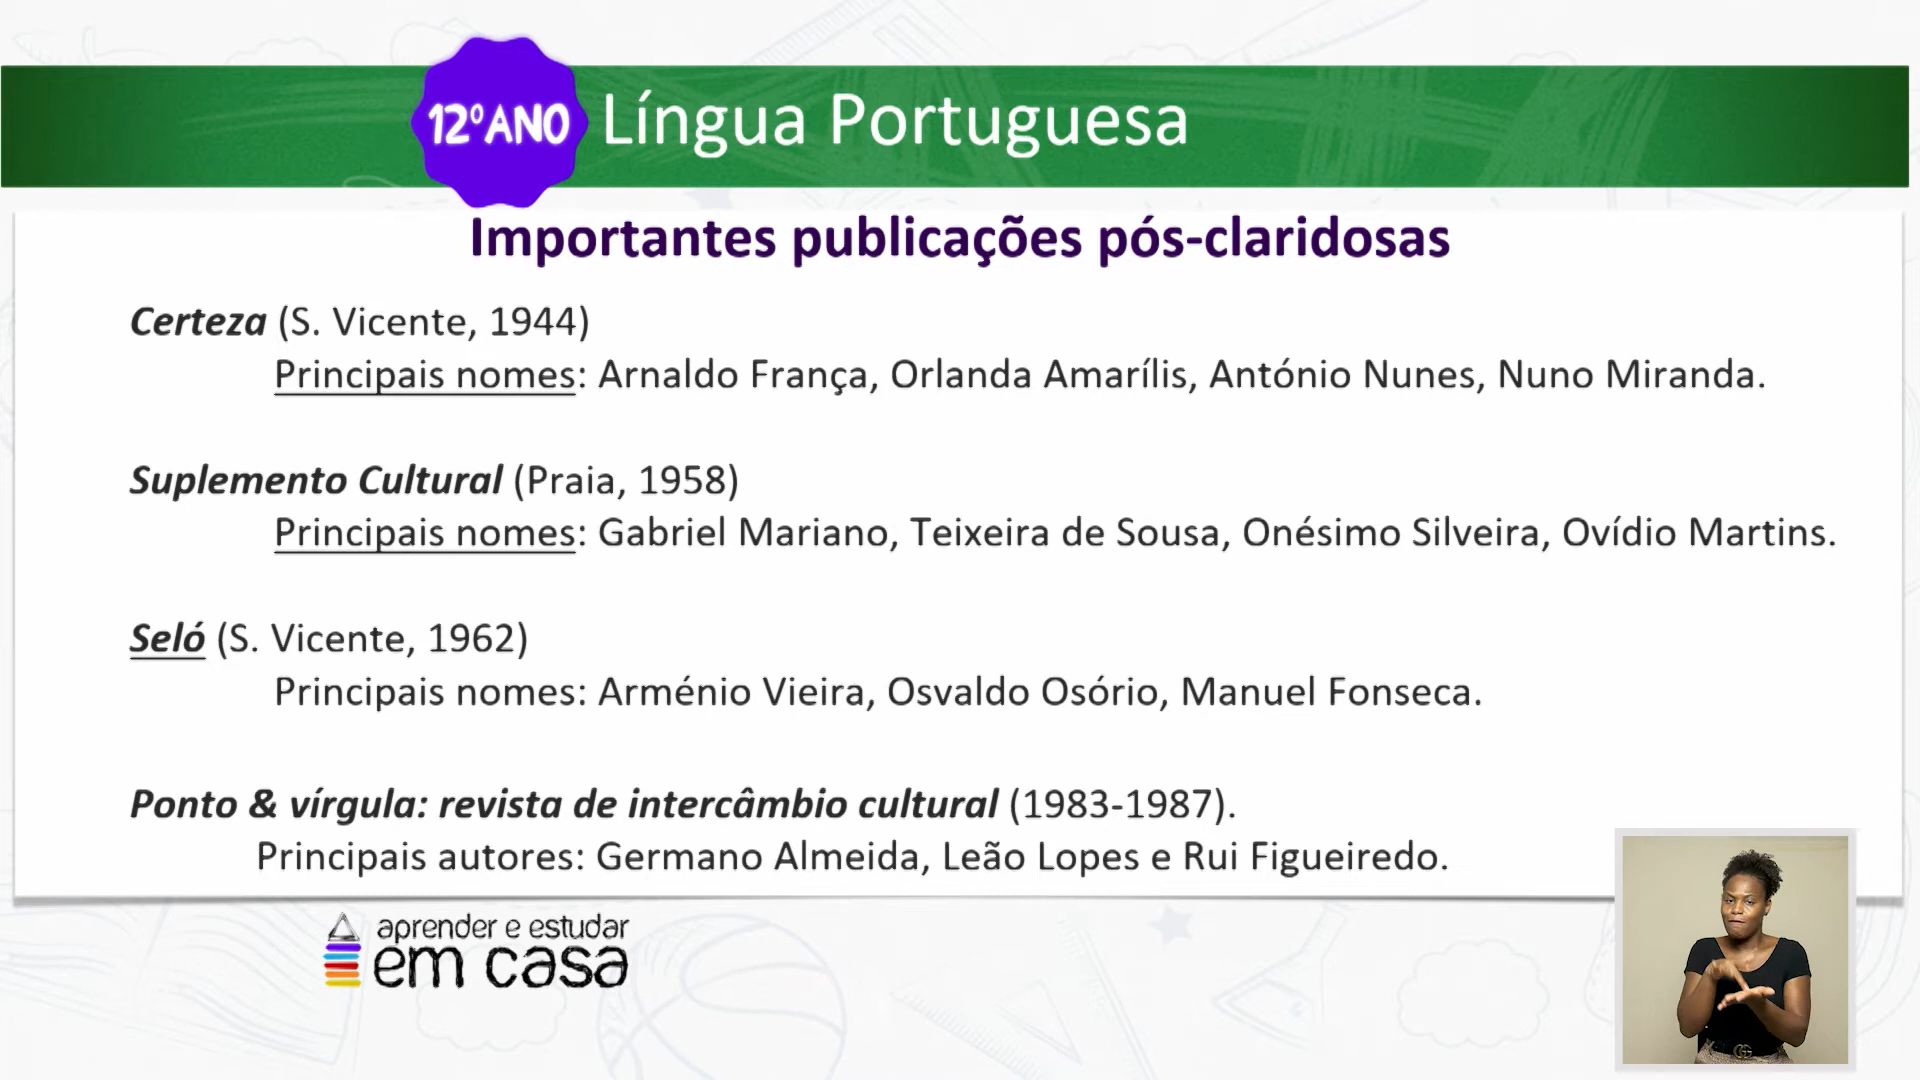 12ºANO Língua Portuguesa
Importantes publicações pós-claridosas
Certeza (S. Vicente, 1944)
Principais nomes: Arnaldo França, Orlanda Amarílis, António Nunes, Nuno Miranda.
Suplemento Cultural (Praia, 1958)
Principais nomes: Gabriel Mariano, Teixeira de Sousa, Onésimo Silveira, Ovídio Martins.
Seló (S. Vicente, 1962)
Principais nomes: Arménio Vieira, Osvaldo Osório, Manuel Fonseca.
Ponto & vírgula: revista de intercâmbio cultural (1983-1987).
Principais autores: Germano Almeida, Leão Lopes e Rui Figueiredo.
aprender e estudar
em casa